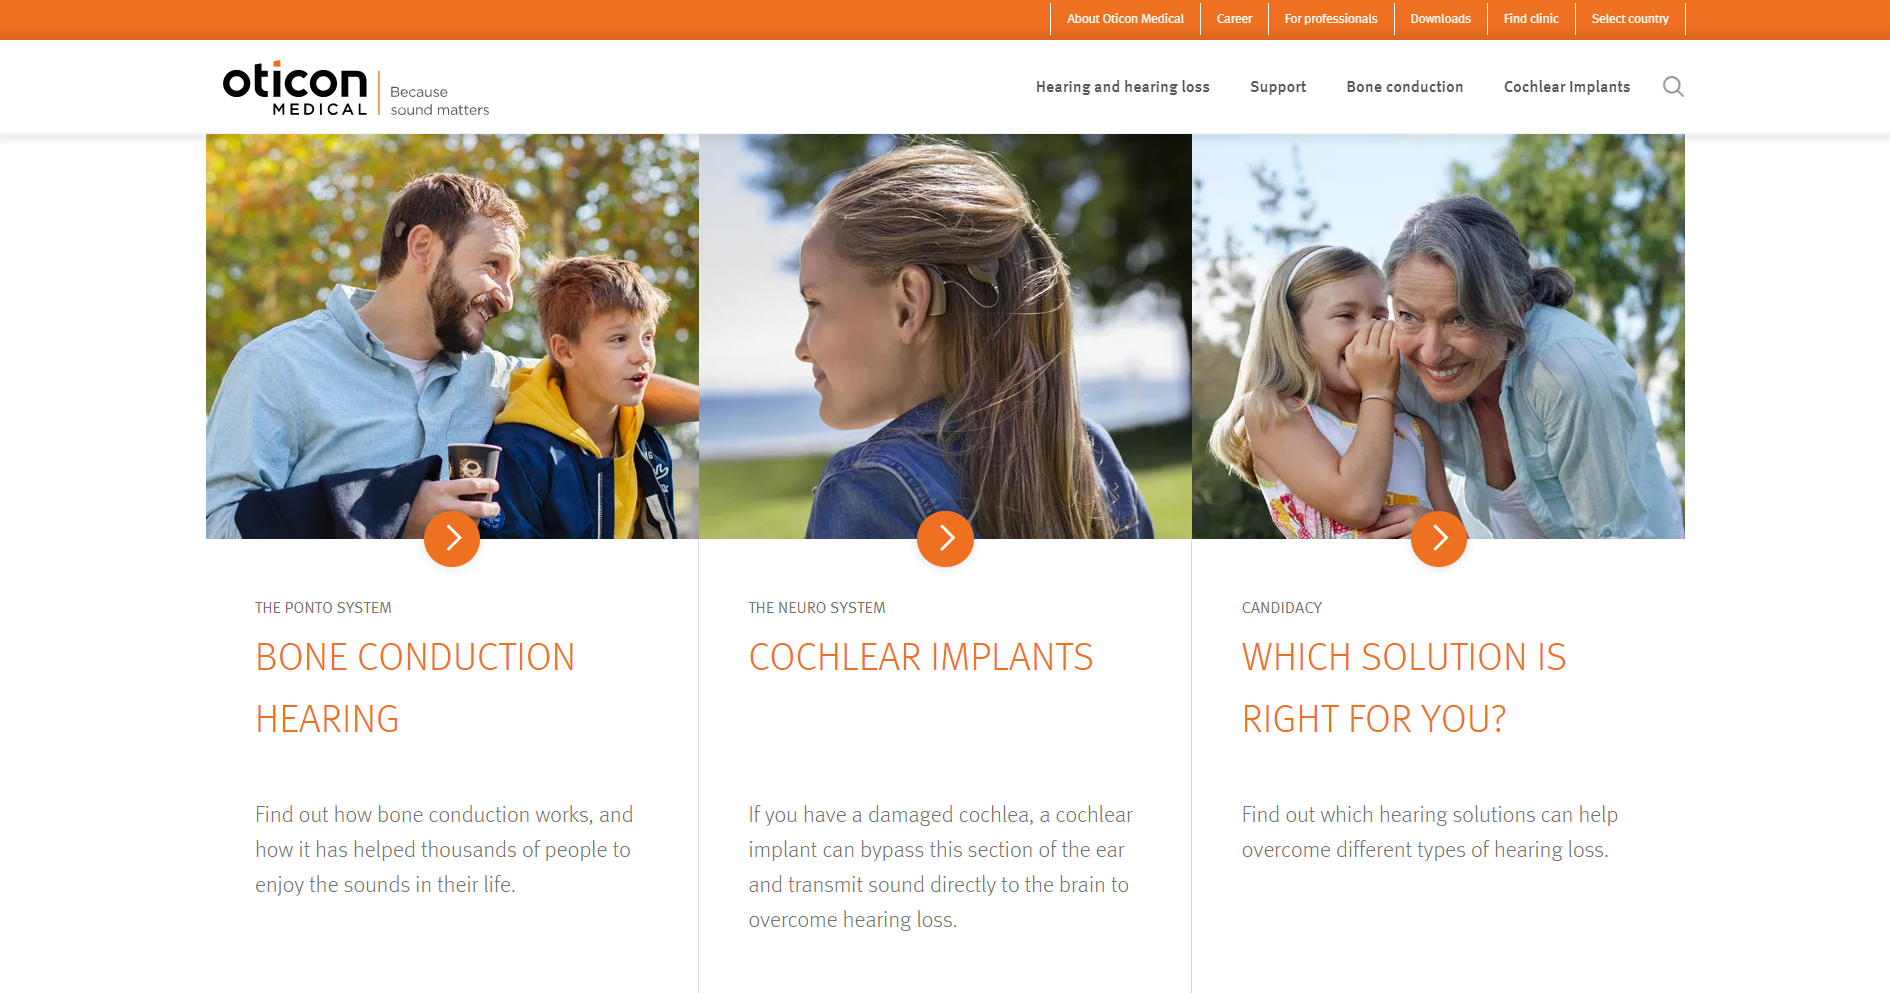 About Oticon Medical
Career
For professionals
Downloads
Find clinic
Select country
oticon
MEDICAL
Because
sound matters
Hearing and hearing loss
Support
Bone conduction
Cochlear Implants
THE PONTO SYSTEM
BONE CONDUCTION
HEARING
Find out how bone conduction works, and
how it has helped thousands of people to
enjoy the sounds in their life.
THE NEURO SYSTEM
COCHLEAR IMPLANTS
If you have a damaged cochlea, a cochlear
implant can bypass this section of the ear
and transmit sound directly to the brain to
overcome hearing loss.
CANDIDACY
WHICH SOLUTION IS
RIGHT FOR YOU?
Find out which hearing solutions can help
overcome different types of hearing loss.